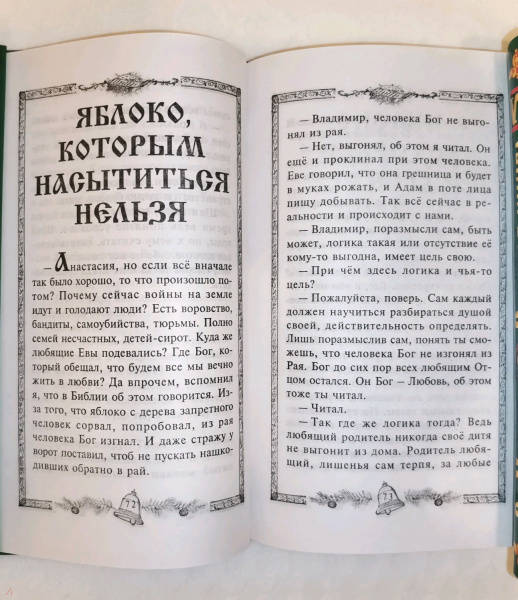 ЯБЛОКО,
КОТОРЫМ
НАСЫТИТЬСЯ
НЕЛЬЗЯ
— Анастасия, но если всё вначале
так было хорошо, то что произошло по-
том? Почему сейчас войны на земле
идут и голодают люди? Есть воровство,
бандиты, самоубийства, тюрьмы. Полно
семей несчастных, детей-сирот. Куда же
любящие Евы подевались? Где Бог, ко-
торый обещал, что будем все мы вечно
жить в любви? Да впрочем, вспомнил
я, что в Библии об этом говорится. Из-
за того, что яблоко с дерева запретного
человек сорвал, попробовал, из рая
человека Бог изгнал. И даже стражу у
ворот поставил, чтоб не пускать нашко-
дивших обратно в рай.
72
— Владимир, человека Бог не выго-
нял из рая.
— Нет, выгонял, об этом я читал. Он
ещё и проклинал при этом человека.
Еве говорил, что она грешница и будет
в муках рожать, и Адам в поте лица
пищу добывать. Так всё сейчас в ре-
альности и происходит с нами.
— Владимир, поразмысли сам, быть
может, логика такая или отсутствие её
кому-то выгодна, имеет цель свою.
— При чём здесь логика и чья-то
цель?
— Пожалуйста, поверь. Сам каждый
должен научиться разбираться душой
своей, действительность определять.
Лишь поразмыслив сам, понять ты смо-
жешь, что человека Бог не изгонял из
Рая. Бог до сих пор всех любящим От-
цом остался. Он Бог — Любовь, об этом
тоже ты читал.
— Читал.
— Так где же логика тогда? Ведь
любящий родитель никогда своё дитя
не выгонит из дома. Родитель любя-
щий, лишенья сам терпя, за любые
73